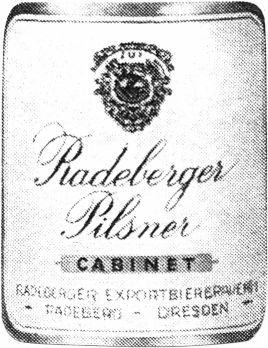 Radeberger
Pilsner
CABINET
RADEBERGER EXPORTBIERBRAUEREI
RADEBERG - DRESDEN